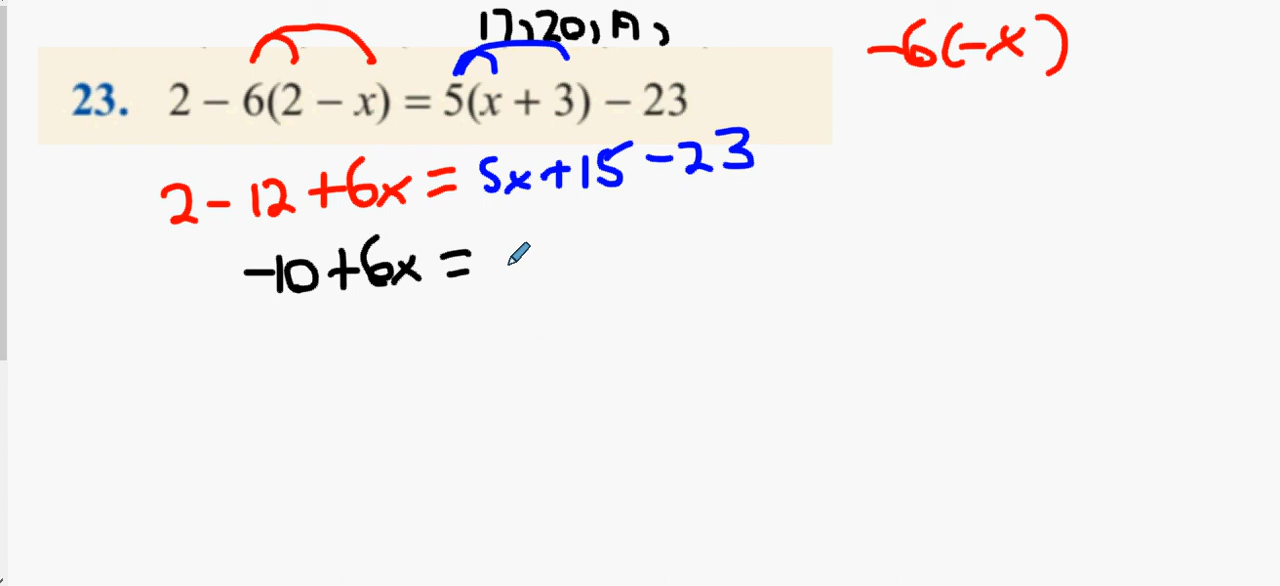 17, 20, A,
-6(-x)
23. 2 − 6(2 − x) = 5(x + 3) − 23
2 - 12 + 6x = 5x + 15 - 23
-10 + 6x =